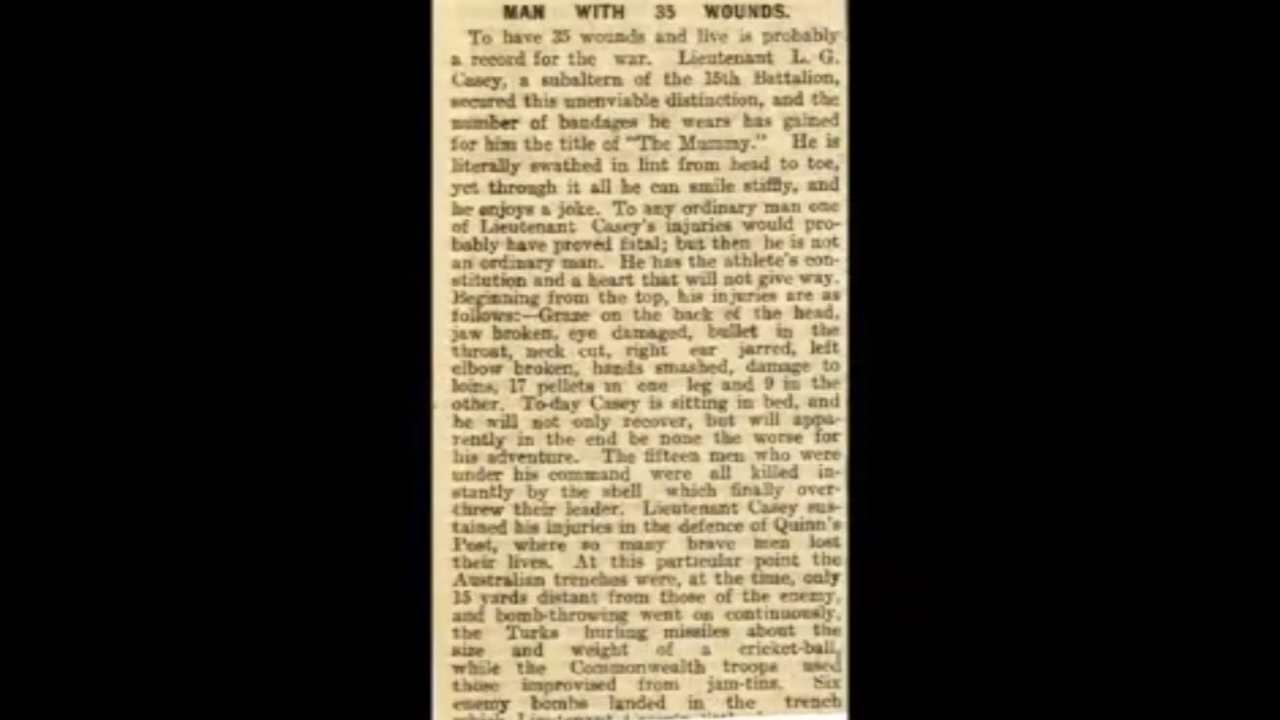 MAN WITH 35 WOUNDS.
To have 35 wounds and live is probably
a record for the war. Lieutenant L. G.
Casey, a subaltern of the 15th Battalion,
secured this unenviable distinction, and the
number of bandages he wears has gained
for him the title of "The Mummy." He is
literally swathed in lint from head to toe,
yet through it all he can smile stiffly, and
he enjoys a joke. To any ordinary man one
of Lieutenant Casey's injuries would pro-
bably have proved fatal; but then he is not
an ordinary man. He has the athlete's con-
stitution and a heart that will not give way.
Beginning from the top, his injuries are as
follows:—Graze on the back of the head,
jaw broken, eye damaged, bullet in the
throat, neck cut, right ear jarred, left
elbow broken, hands smashed, damage to
loins, 17 pellets in one leg and 9 in the
other. To-day Casey is sitting in bed, and
he will not only recover, but will appa-
rently in the end be none the worse for
his adventure. The fifteen men who were
under his command were all killed in-
stantly by the shell which finally over-
threw their leader. Lieutenant Casey sus-
tained his injuries in the defence of Quinn's
Post, where so many brave men lost
their lives. At this particular point the
Australian trenches were, at the time, only
15 yards distant from those of the enemy,
and bomb-throwing went on continuously,
the Turks hurling missiles about the
size and weight of a cricket-ball,
while the Commonwealth troops used
those improvised from jam-tins. Six
enemy bombs landed in the trench
which Lieutenant